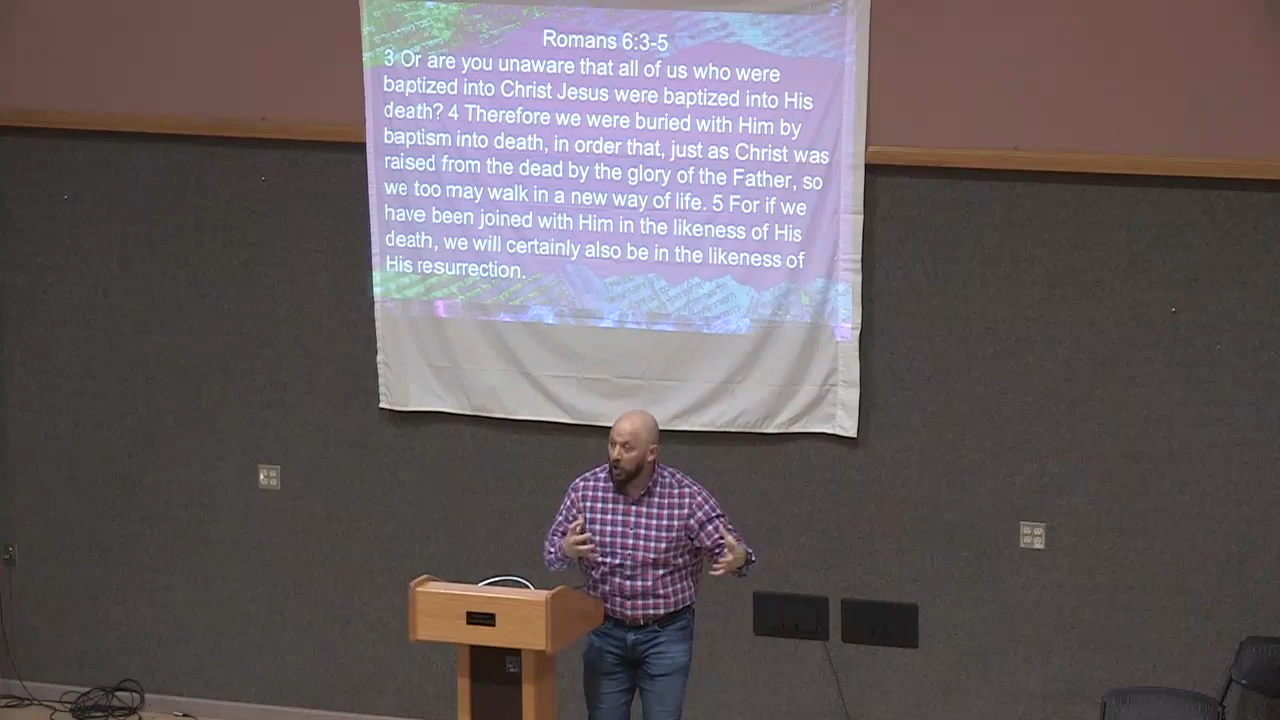 Romans 6:3-5
3 Or are you unaware that all of us who were
baptized into Christ Jesus were baptized into His
death? 4 Therefore we were buried with Him by
baptism into death, in order that, just as Christ was
raised from the dead by the glory of the Father, so
we too may walk in a new way of life. 5 For if we
have been joined with Him in the likeness of His
death, we will certainly also be in the likeness of
His resurrection.